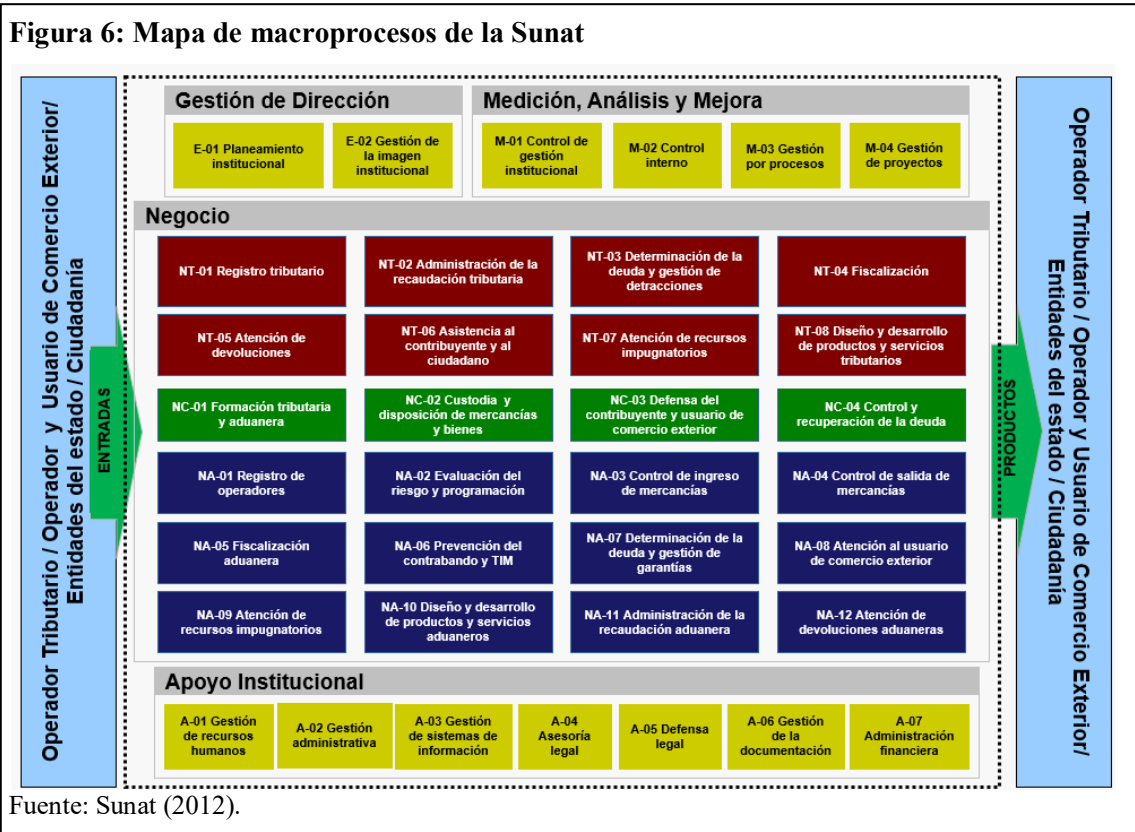 Figura 6: Mapa de macroprocesos de la Sunat
Operador Tributario / Operador y Usuario de Comercio Exterior/
Entidades del estado / Ciudadanía
ENTRADAS
Gestión de Dirección
E-01 Planeamiento
institucional
E-02 Gestión de
la imagen
institucional
Medición, Análisis y Mejora
M-01 Control de
gestión
institucional
M-02 Control
interno
M-03 Gestión
por procesos
M-04 Gestión
de proyectos
Negocio
NT-01 Registro tributario
NT-02 Administración de la
recaudación tributaria
NT-03 Determinación de la
deuda y gestión de
detracciones
NT-04 Fiscalización
NT-05 Atención de
devoluciones
NT-06 Asistencia al
contribuyente y al
ciudadano
NT-07 Atención de recursos
impugnatorios
NT-08 Diseño y desarrollo
de productos y servicios
tributarios
NC-01 Formación tributaria
y aduanera
NC-02 Custodia y
disposición de mercancías
y bienes
NC-03 Defensa del
contribuyente y usuario de
comercio exterior
NC-04 Control y
recuperación de la deuda
NA-01 Registro de
operadores
NA-02 Evaluación del
riesgo y programación
NA-03 Control de ingreso
de mercancías
NA-04 Control de salida de
mercancías
NA-05 Fiscalización
aduanera
NA-06 Prevención del
contrabando y TIM
NA-07 Determinación de la
deuda y gestión de
garantías
NA-08 Atención al usuario
de comercio exterior
NA-09 Atención de
recursos impugnatorios
NA-10 Diseño y desarrollo
de productos y servicios
aduaneros
NA-11 Administración de la
recaudación aduanera
NA-12 Atención de
devoluciones aduaneras
Apoyo Institucional
A-01 Gestión
de recursos
humanos
A-02 Gestión
administrativa
A-03 Gestión
de sistemas de
información
A-04
Asesoría
legal
A-05 Defensa
legal
A-06 Gestión
de la
documentación
A-07
Administración
financiera
PRODUCTOS
Operador Tributario / Operador y Usuario de Comercio Exterior/
Entidades del estado / Ciudadanía
Fuente: Sunat (2012).